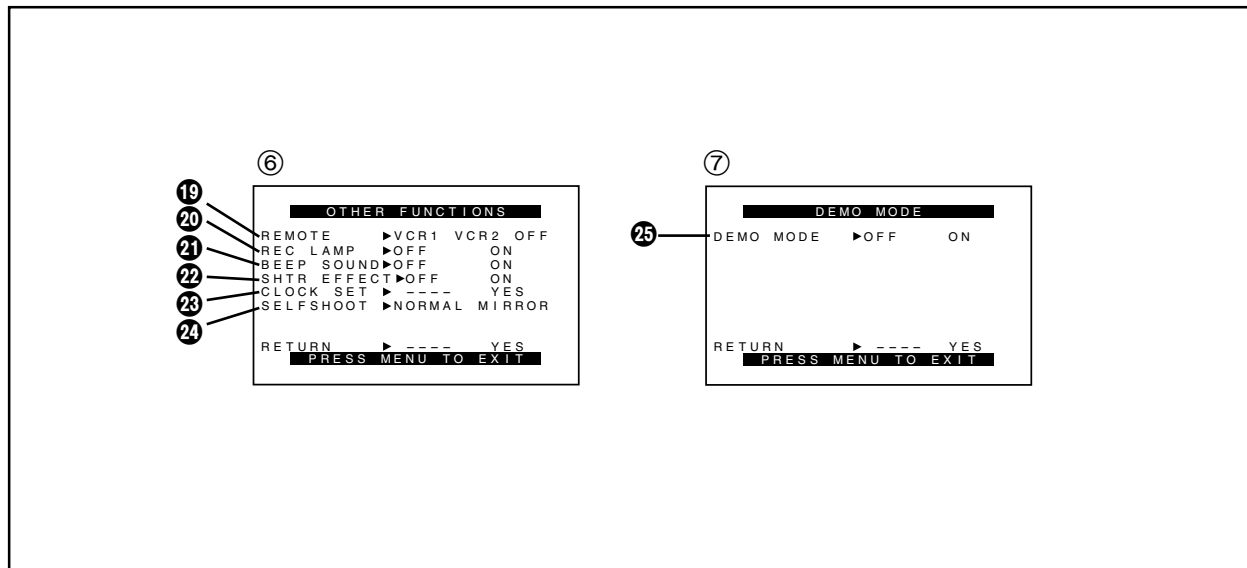 ⑥
OTHER FUNCTIONS
⓳ REMOTE ►VCR1 VCR2 OFF
⓴ REC LAMP ►OFF ON
㉑ BEEP SOUND►OFF ON
㉒ SHTR EFFECT►OFF ON
㉓ CLOCK SET ► ---- YES
㉔ SELFSHOOT ►NORMAL MIRROR
RETURN ► ---- YES
PRESS MENU TO EXIT
⑦
DEMO MODE
㉕ DEMO MODE ►OFF ON
RETURN ► ---- YES
PRESS MENU TO EXIT